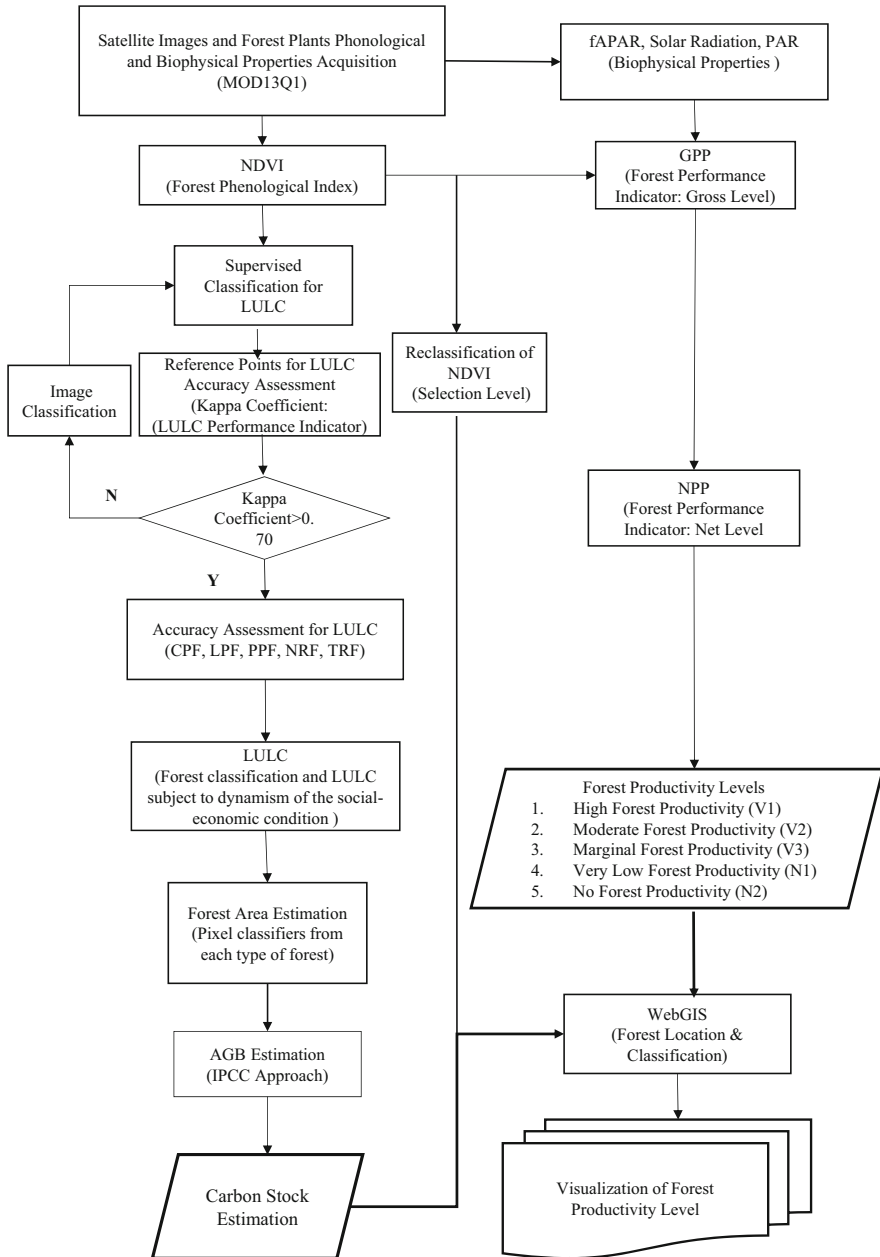 Satellite Images and Forest Plants Phonological
and Biophysical Properties Acquisition
(MOD13Q1)
fAPAR, Solar Radiation, PAR
(Biophysical Properties )
NDVI
(Forest Phenological Index)
GPP
(Forest Performance
Indicator: Gross Level)
Supervised
Classification for
LULC
Reference Points for LULC
Accuracy Assessment
(Kappa Coefficient:
(LULC Performance Indicator)
Image
Classification
Reclassification of
NDVI
(Selection Level)
N
Kappa
Coefficient>0.
70
Y
NPP
(Forest Performance
Indicator: Net Level
Accuracy Assessment for LULC
(CPF, LPF, PPF, NRF, TRF)
LULC
(Forest classification and LULC
subject to dynamism of the social-
economic condition )
Forest Productivity Levels
1. High Forest Productivity (V1)
2. Moderate Forest Productivity (V2)
3. Marginal Forest Productivity (V3)
4. Very Low Forest Productivity (N1)
5. No Forest Productivity (N2)
Forest Area Estimation
(Pixel classifiers from
each type of forest)
AGB Estimation
(IPCC Approach)
WebGIS
(Forest Location &
Classification)
Carbon Stock
Estimation
Visualization of Forest
Productivity Level